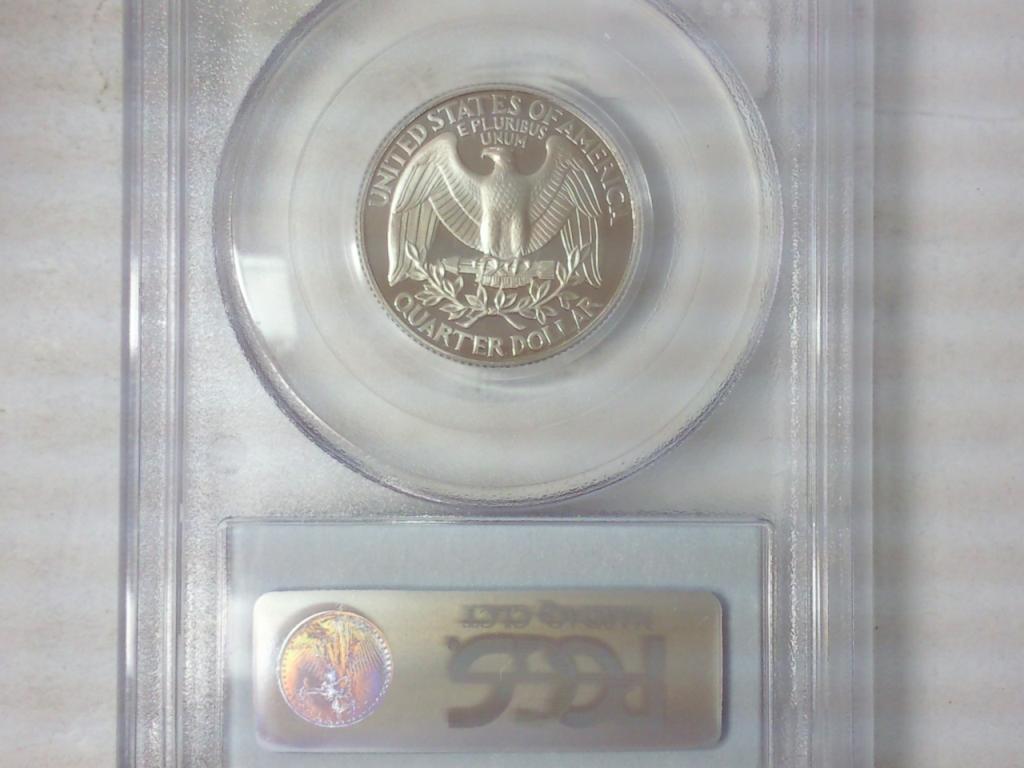 UNITED STATES OF AMERICA
E PLURIBUS
UNUM
QUARTER DOLLAR
PCGS